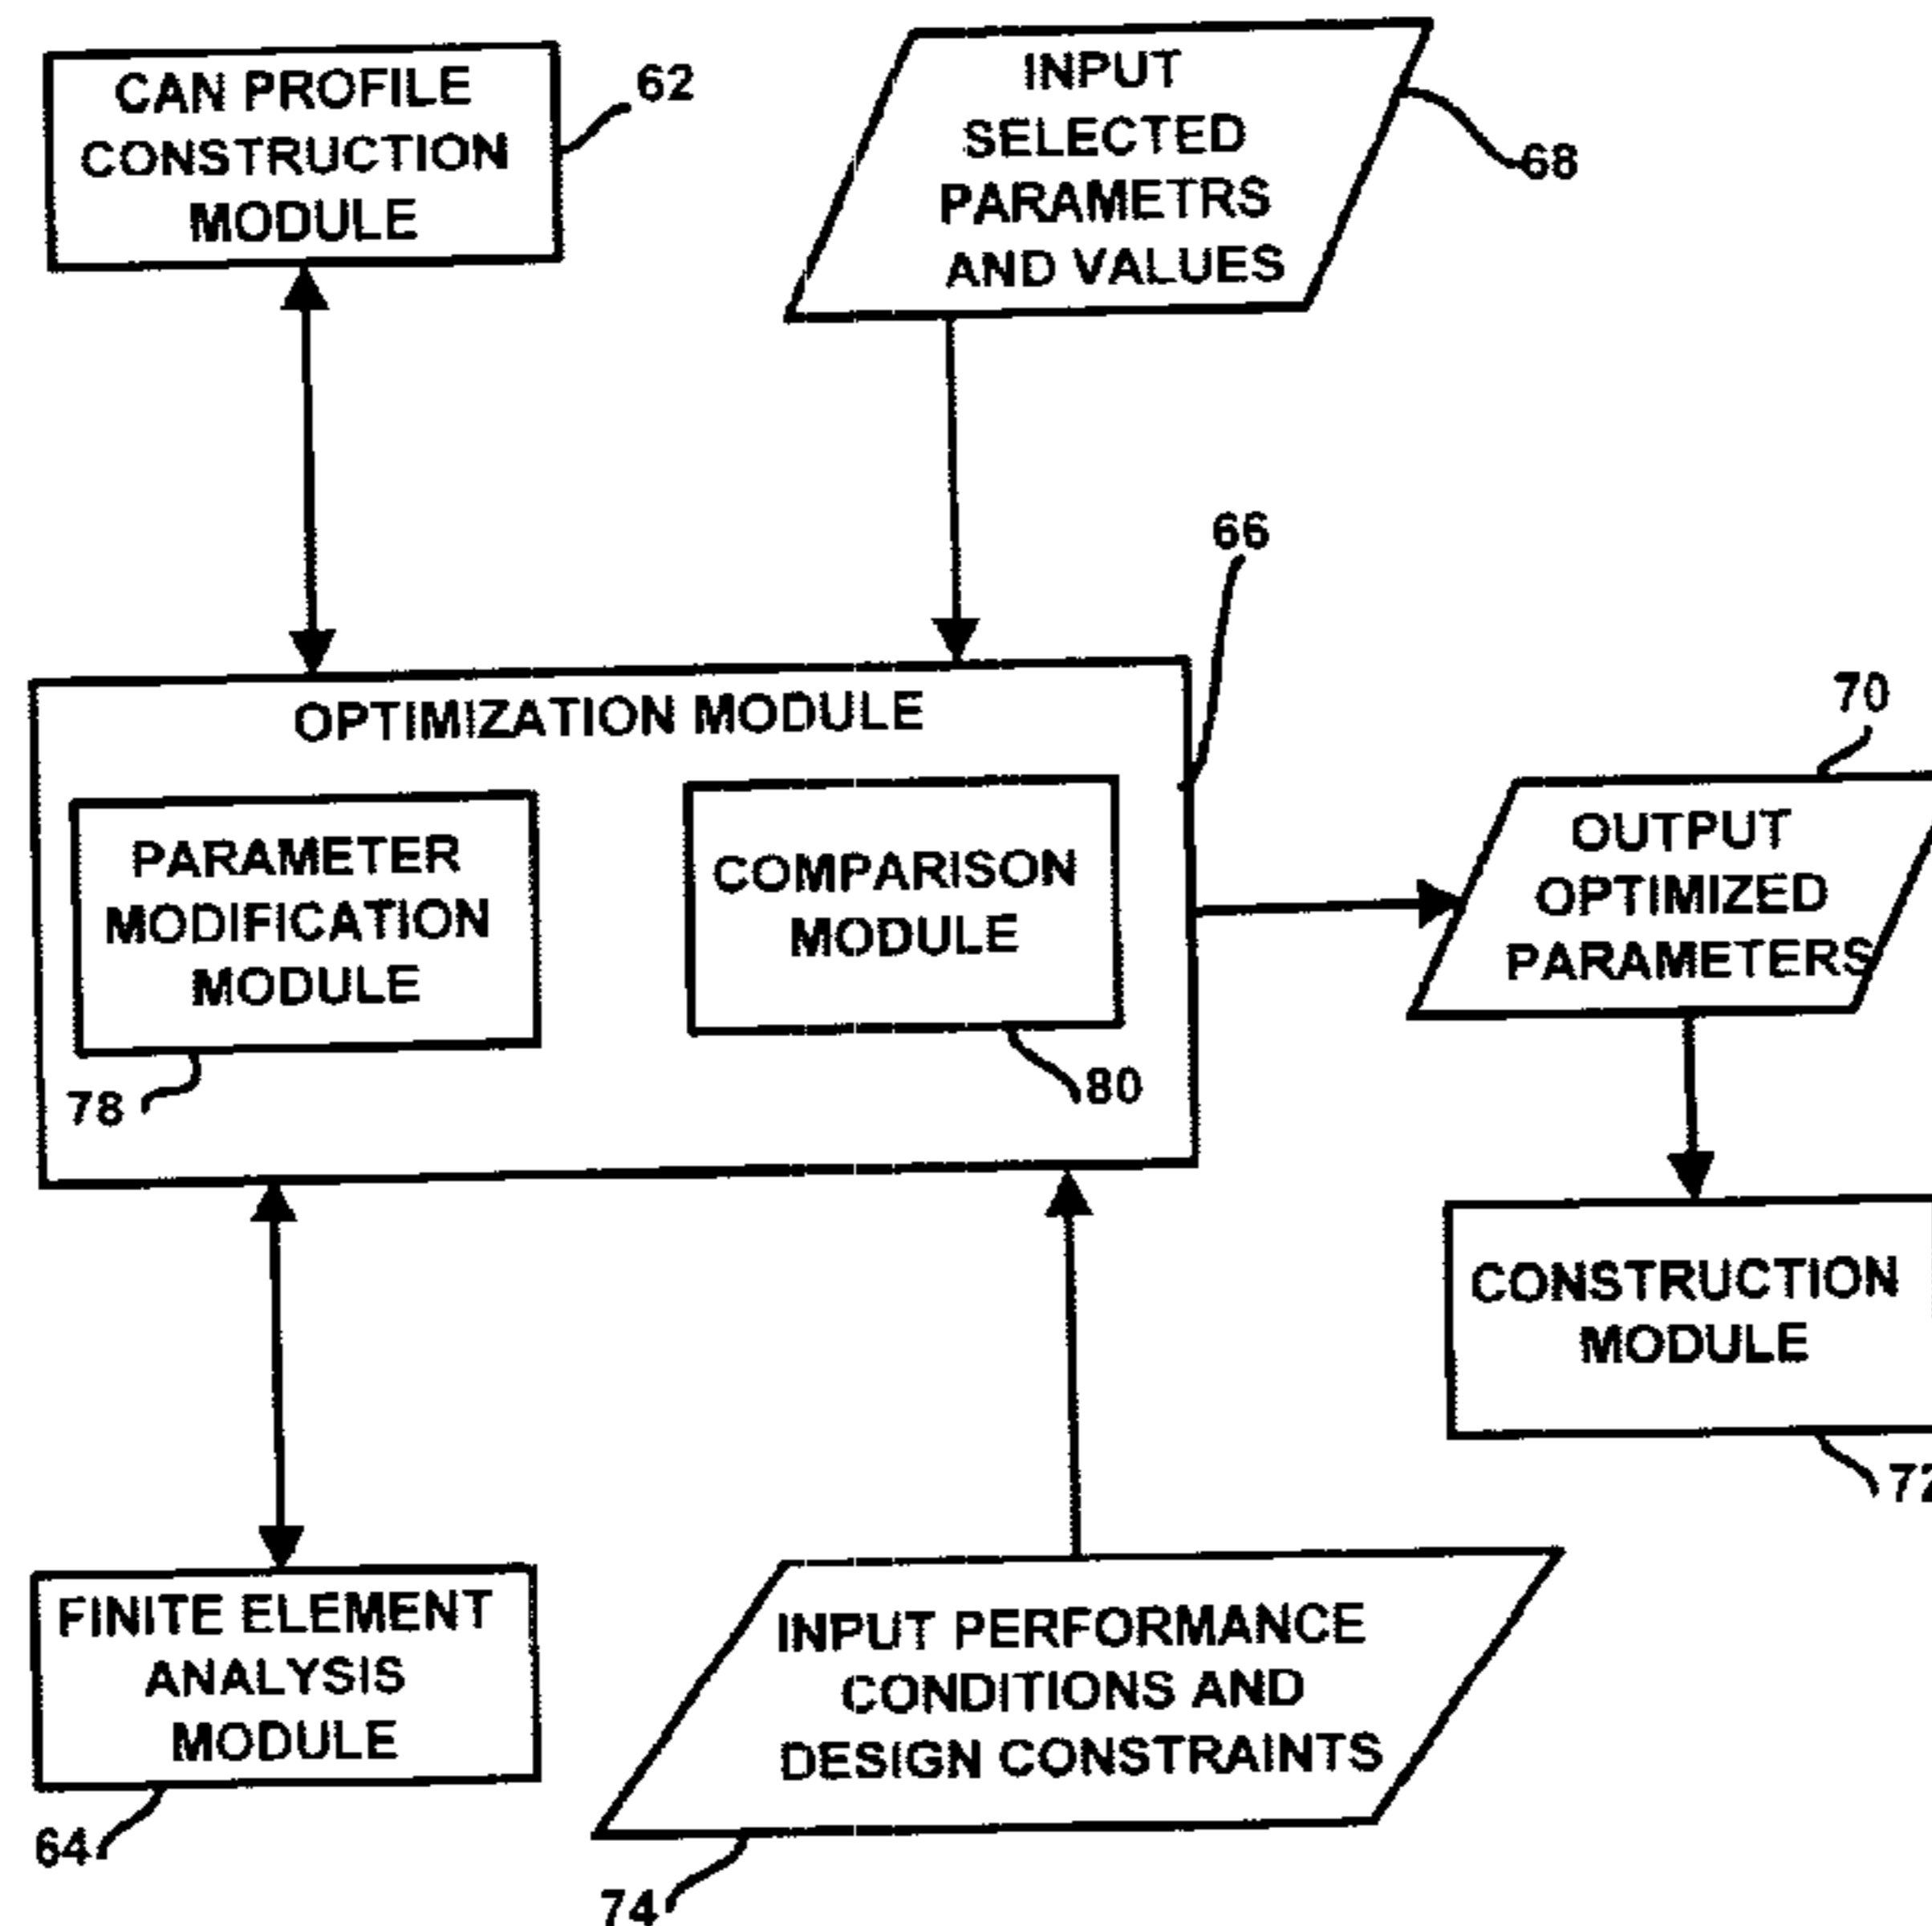 CAN PROFILE
CONSTRUCTION
MODULE
62
INPUT
SELECTED
PARAMETRS
AND VALUES
68
66
OPTIMIZATION MODULE
PARAMETER
MODIFICATION
MODULE
78
COMPARISON
MODULE
80
70
OUTPUT
OPTIMIZED
PARAMETERS
CONSTRUCTION
MODULE
72
FINITE ELEMENT
ANALYSIS
MODULE
64
INPUT PERFORMANCE
CONDITIONS AND
DESIGN CONSTRAINTS
74